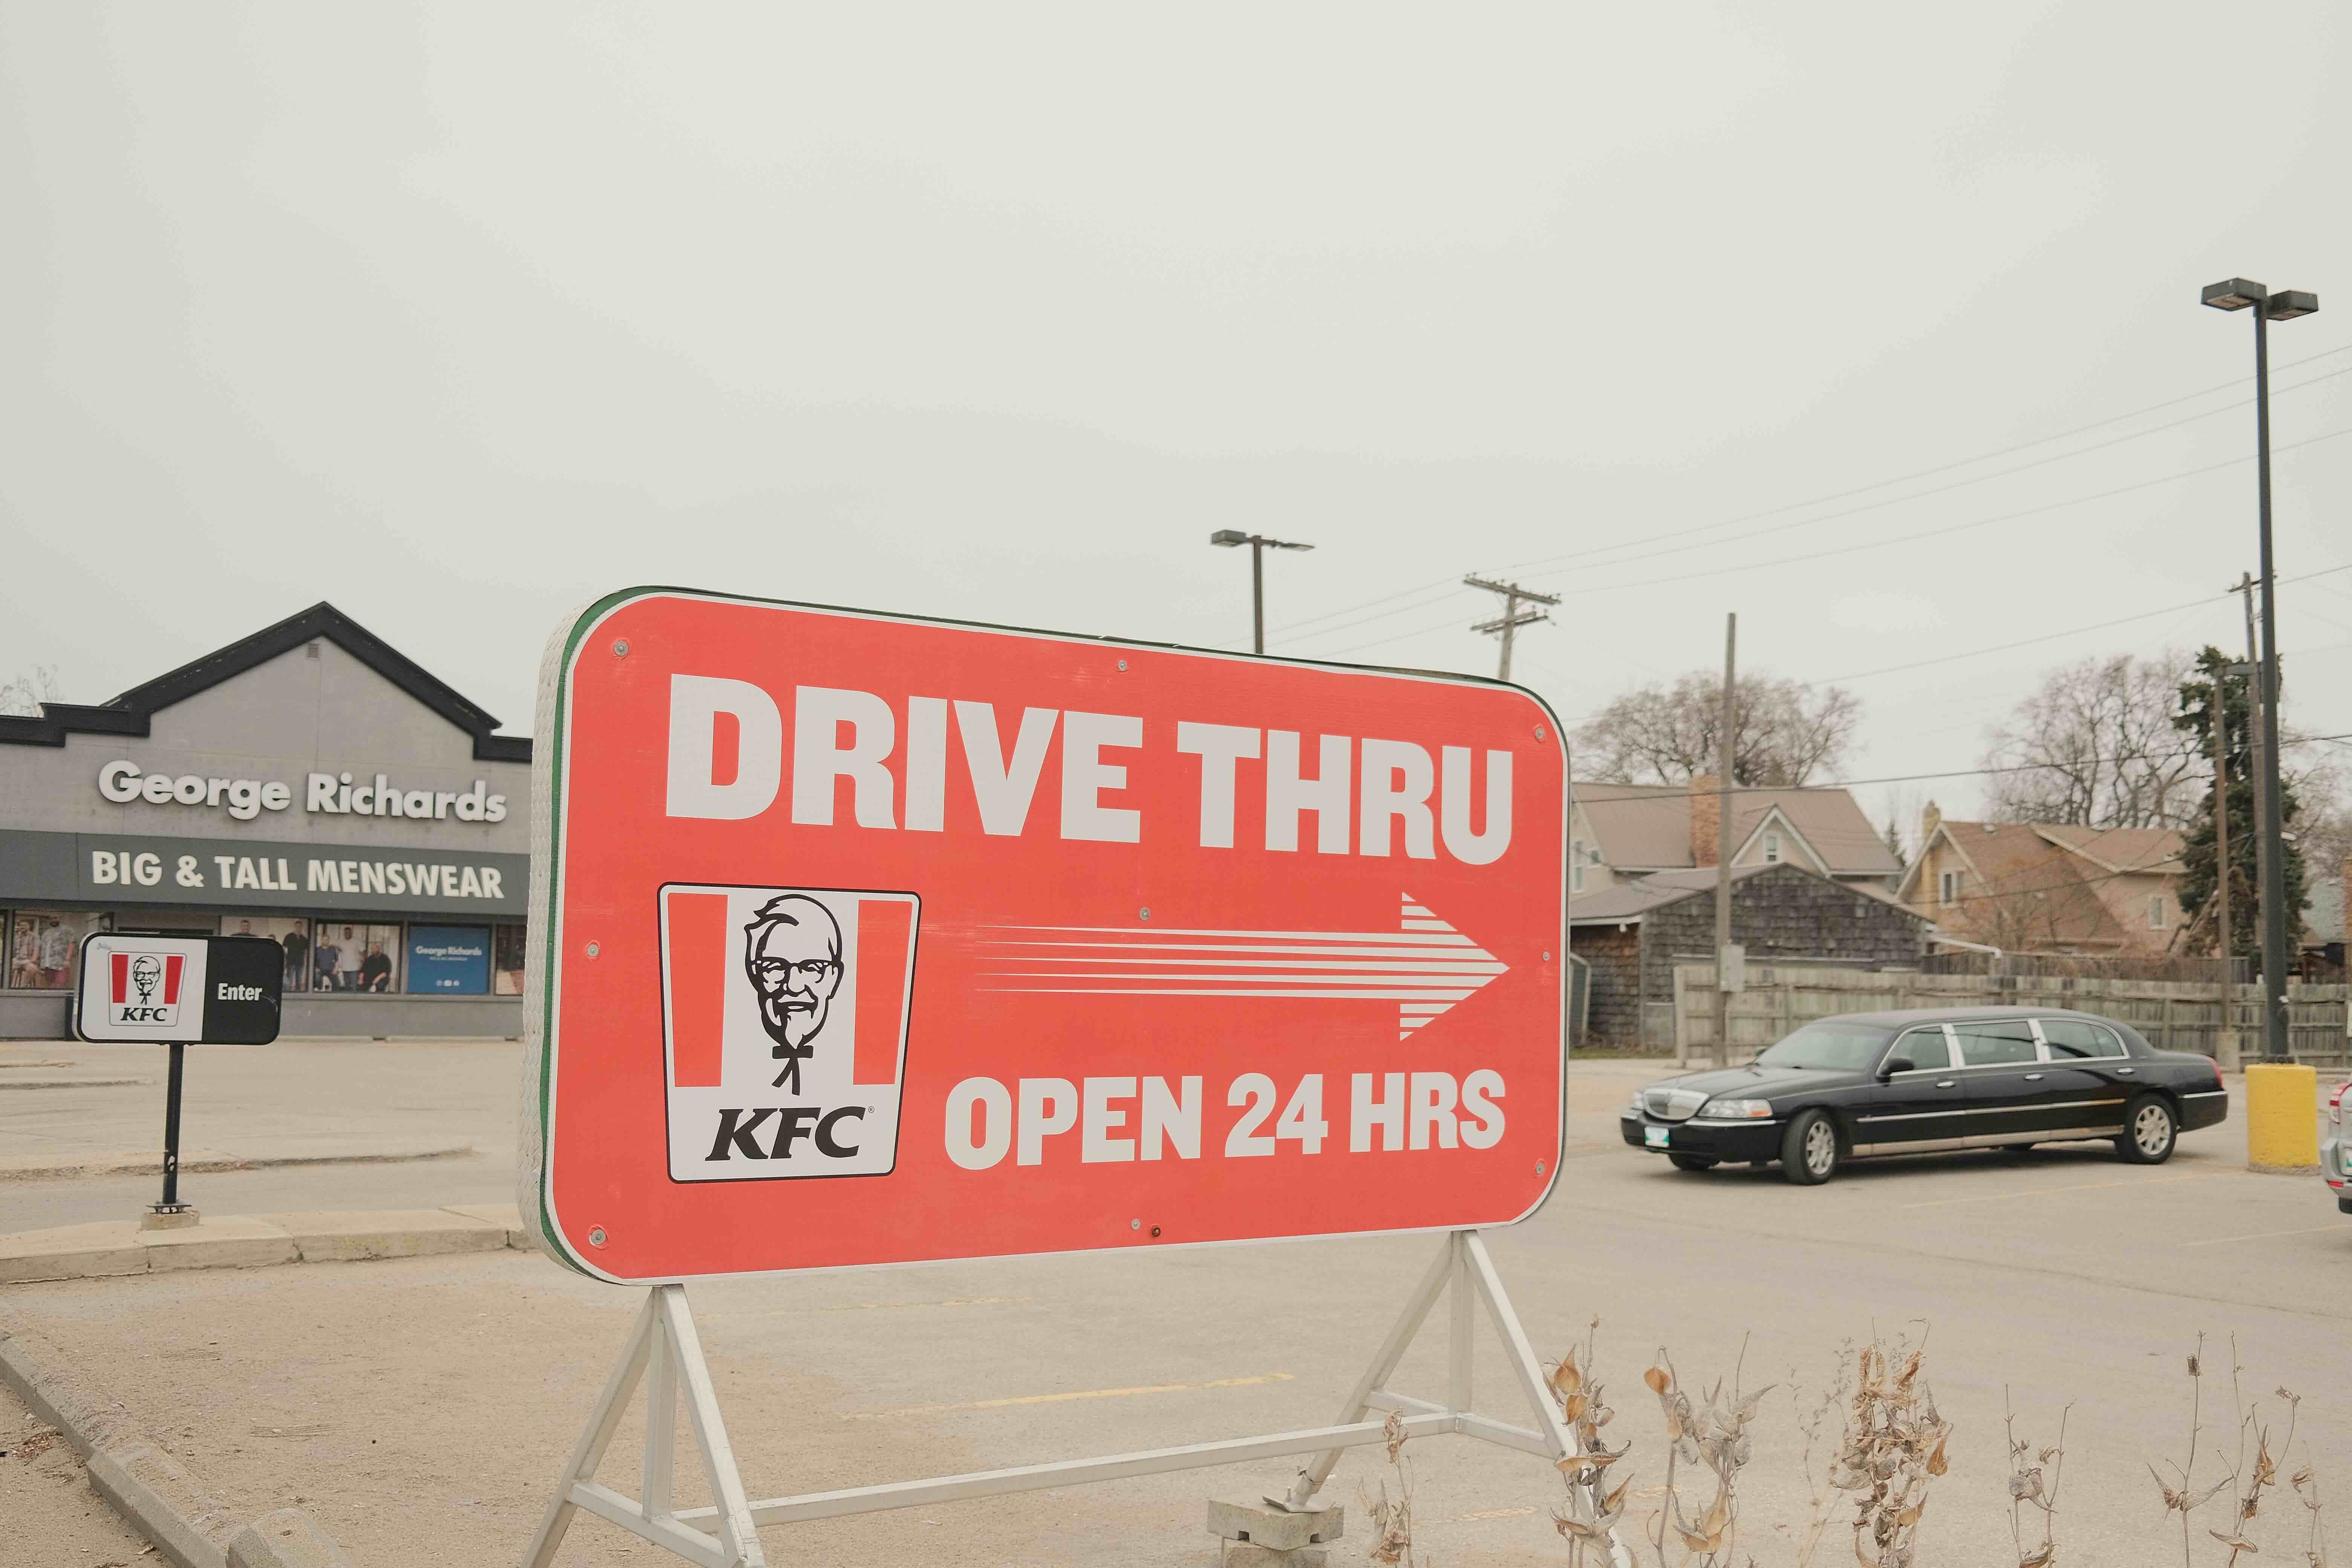 George Richards
BIG & TALL MENSWEAR
George Richards
KFC
Enter
DRIVE THRU
KFC®
OPEN 24 HRS